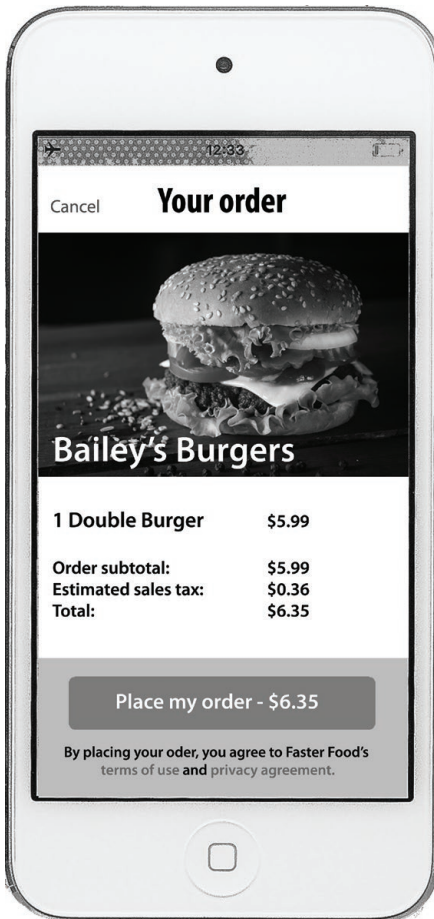 12:33
Cancel Your order
Bailey's Burgers
1 Double Burger $5.99
Order subtotal: $5.99
Estimated sales tax: $0.36
Total: $6.35
Place my order - $6.35
By placing your oder, you agree to Faster Food's
terms of use and privacy agreement.